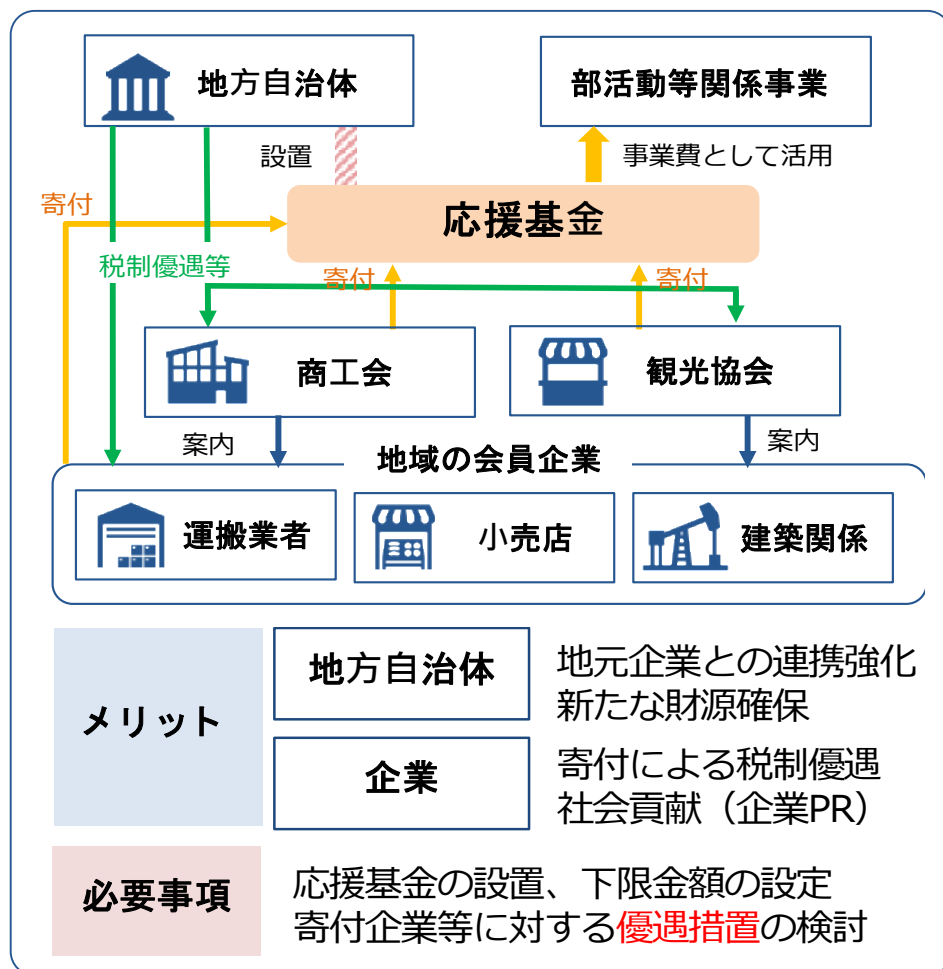 地方自治体
部活動等関係事業
設置
事業費として活用
寄付
応援基金
税制優遇等
寄付
寄付
商工会
観光協会
案内
案内
地域の会員企業
運搬業者
小売店
建築関係
メリット
地方自治体
地元企業との連携強化
新たな財源確保
企業
寄付による税制優遇
社会貢献（企業PR）
必要事項
応援基金の設置、下限金額の設定
寄付企業等に対する優遇措置の検討